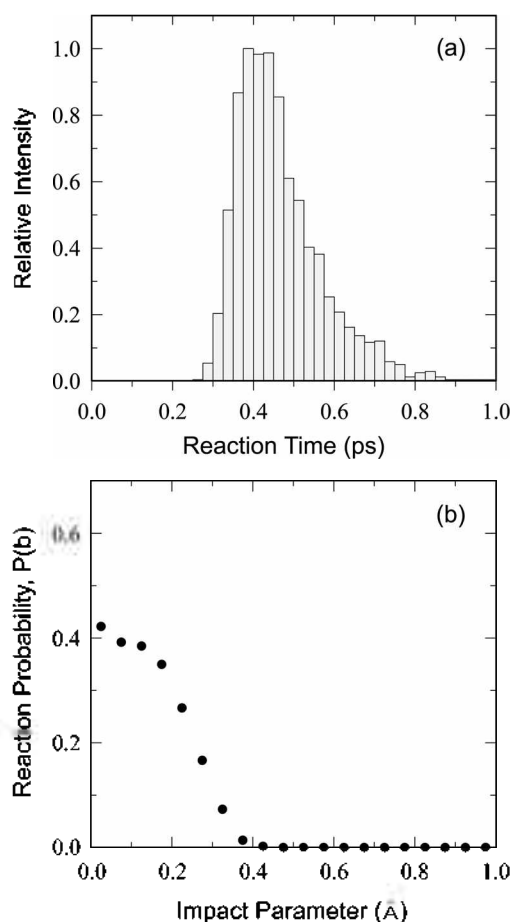 (a)
1.0
0.8
0.6
0.4
0.2
0.0
Relative Intensity
0.0 0.2 0.4 0.6 0.8 1.0
Reaction Time (ps)
(b)
0.6
0.4
0.2
0.0
Reaction Probability, P(b)
0.0 0.2 0.4 0.6 0.8 1.0
Impact Parameter (Å)